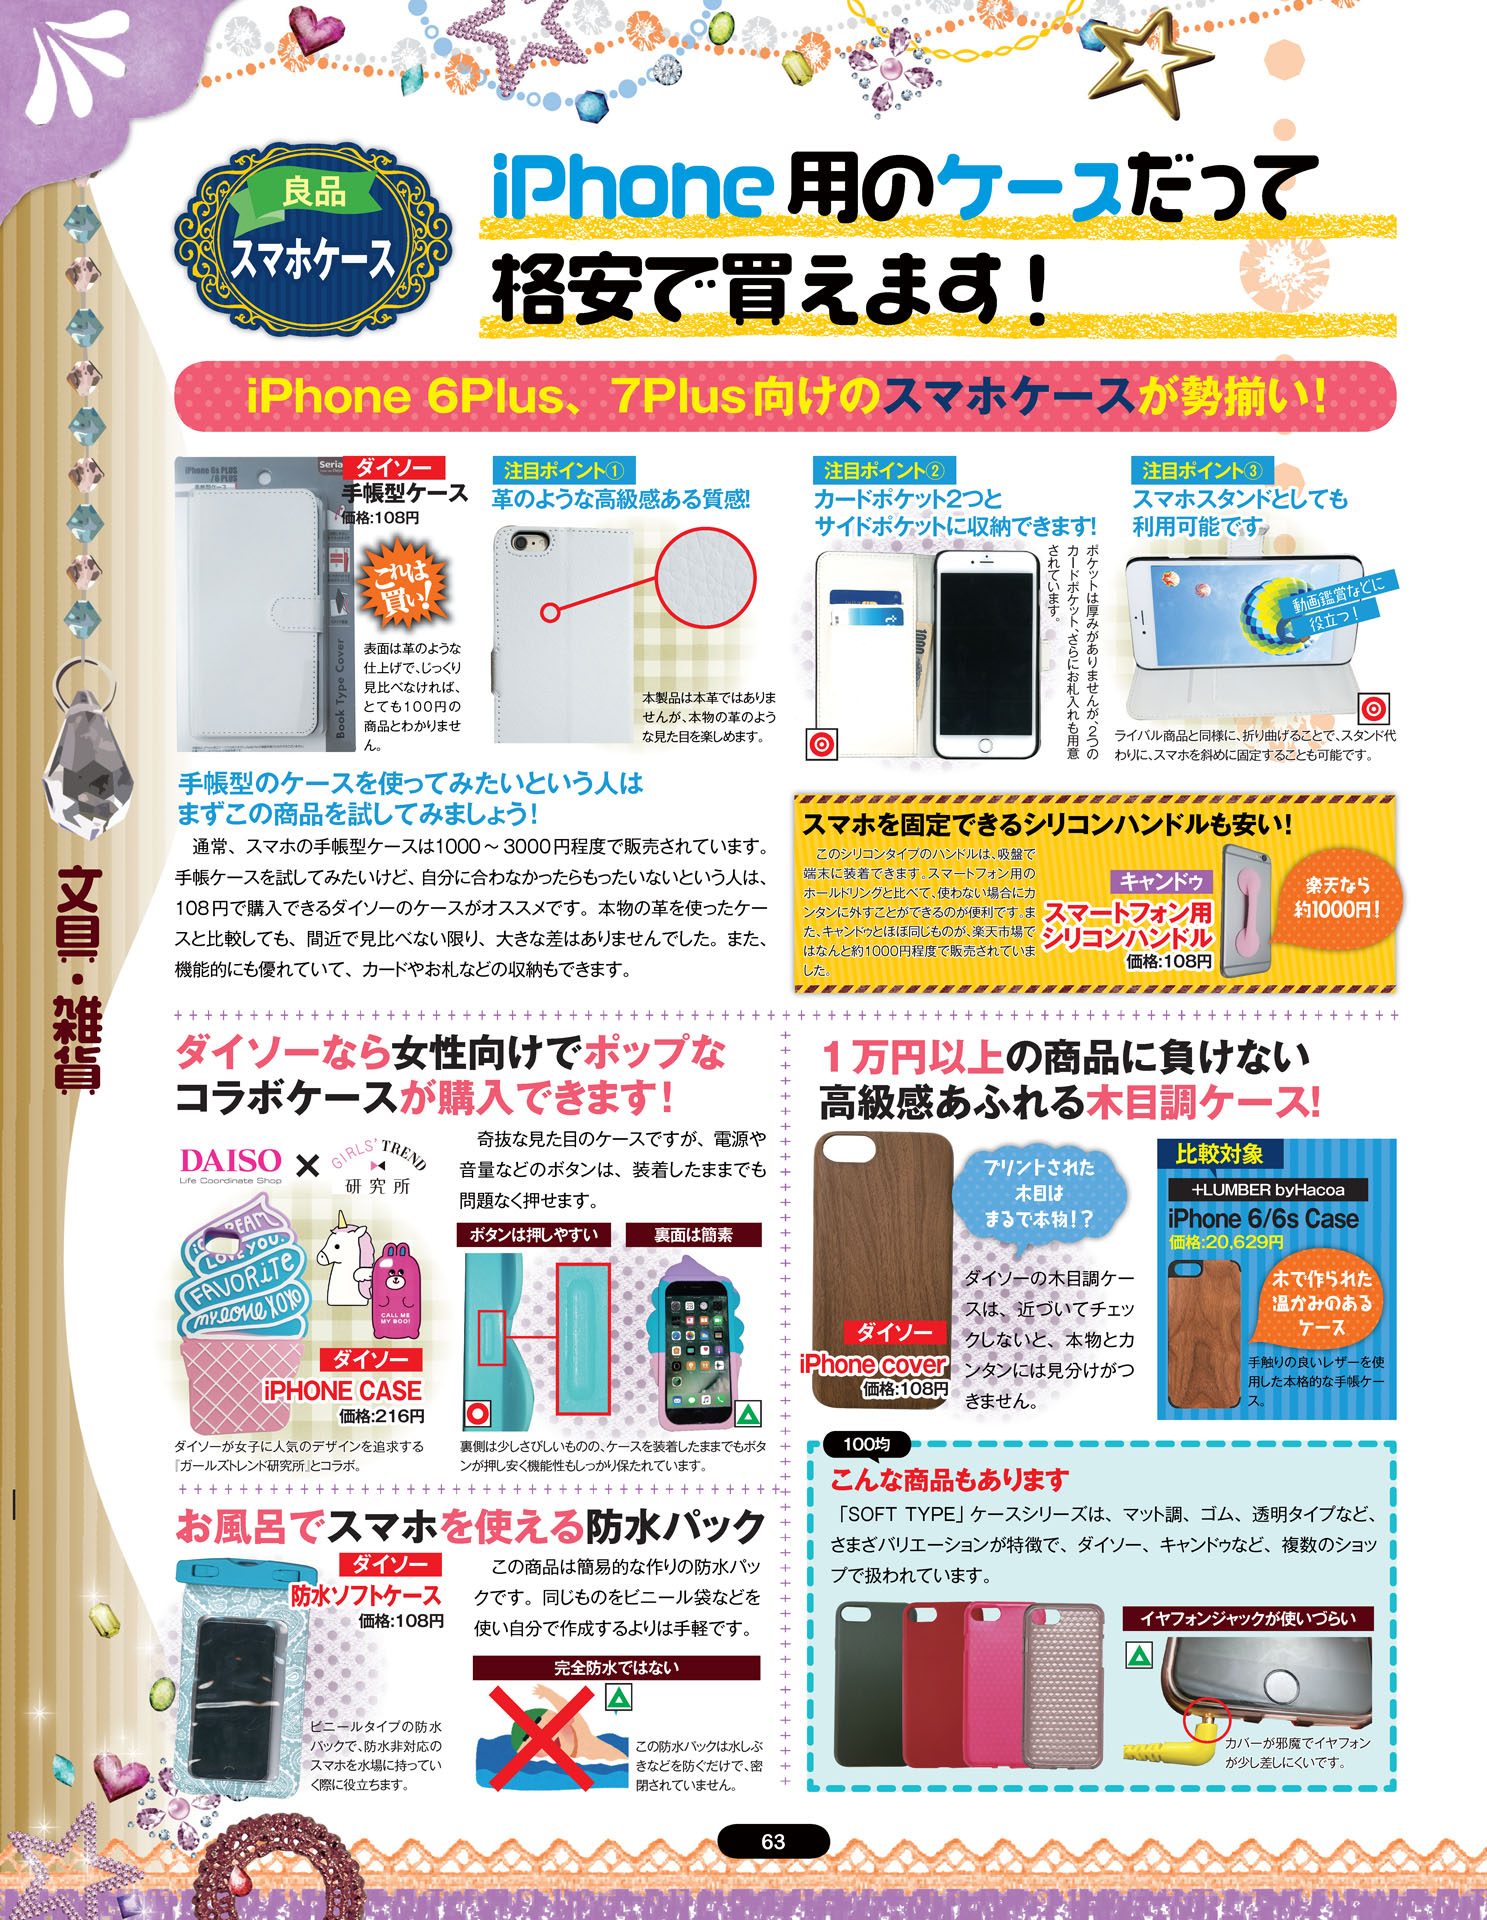 良品
スマホケース
iPhone 用のケースだって
格安で買えます！
iPhone 6Plus、7Plus向けのスマホケースが勢揃い！
iPhone 6s PLUS
/6 PLUS
Seria
Book Type Cover
ダイソー
手帳型ケース
価格:108円
これは
買い！
表面は革のような
仕上げで、じっくり
見比べなければ、
とても100円の
商品とわかりませ
ん。
注目ポイント①
革のような高級感ある質感！
本製品は本革ではありま
せんが、本物の革のよう
な見た目を楽しめます。
注目ポイント②
カードポケット2つと
サイドポケットに収納できます！
ポケットは厚みがありませんが、2つの
カードポケット、さらにお札入れも用意
されています。
注目ポイント③
スマホスタンドとしても
利用可能です
動画鑑賞などに
役立つ！
ライバル商品と同様に、折り曲げることで、スタンド代
わりに、スマホを斜めに固定することも可能です。
手帳型のケースを使ってみたいという人は
まずこの商品を試してみましょう！
通常、スマホの手帳型ケースは1000～3000円程度で販売されています。
手帳ケースを試してみたいけど、自分に合わなかったらもったいないという人は、
108円で購入できるダイソーのケースがオススメです。本物の革を使ったケー
スと比較しても、間近で見比べない限り、大きな差はありませんでした。また、
機能的にも優れていて、カードやお札などの収納もできます。
スマホを固定できるシリコンハンドルも安い！
このシリコンタイプのハンドルは、吸盤で
端末に装着できます。スマートフォン用の
ホールドリングと比べて、使わない場合にカ
ンタンに外すことができるのが便利です。ま
た、キャンドゥとほぼ同じものが、楽天市場で
はなんと約1000円程度で販売されていま
した。
キャンドゥ
スマートフォン用
シリコンハンドル
価格:108円
楽天なら
約1000円！
文具・雑貨
ダイソーなら女性向けでポップな
コラボケースが購入できます！
DAISO
Life Coordinate Shop
×
GIRLS' TREND
研究所
奇抜な見た目のケースですが、電源や
音量などのボタンは、装着したままでも
問題なく押せます。
LOVE YOU.
FAVORITE
my eone XOXO
CALL ME
MY BOO!
ダイソー
iPHONE CASE
価格:216円
ダイソーが女子に人気のデザインを追求する
『ガールズトレンド研究所』とコラボ。
ボタンは押しやすい
裏面は簡素
裏側は少しさびしいものの、ケースを装着したままでもボタ
ンが押し安く機能性もしっかり保たれています。
１万円以上の商品に負けない
高級感あふれる木目調ケース！
プリントされた
木目は
まるで本物！？
ダイソー
iPhone cover
価格:108円
ダイソーの木目調ケー
スは、近づいてチェッ
クしないと、本物とカ
ンタンには見分けがつ
きません。
比較対象
+LUMBER byHacoa
iPhone 6/6s Case
価格:20,629円
木で作られた
温かみのある
ケース
手触りの良いレザーを使
用した本格的な手帳ケー
ス。
お風呂でスマホを使える防水パック
ダイソー
防水ソフトケース
価格:108円
この商品は簡易的な作りの防水パッ
クです。同じものをビニール袋などを
使い自分で作成するよりは手軽です。
ビニールタイプの防水
パックで、防水非対応の
スマホを水場に持ってい
く際に役立ちます。
完全防水ではない
この防水パックは水しぶ
きなどを防ぐだけで、密
閉されていません。
100均
こんな商品もあります
「SOFT TYPE」ケースシリーズは、マット調、ゴム、透明タイプなど、
さまざバリエーションが特徴で、ダイソー、キャンドゥなど、複数のショッ
プで扱われています。
イヤフォンジャックが使いづらい
カバーが邪魔でイヤフォン
が少し差しにくいです。
63